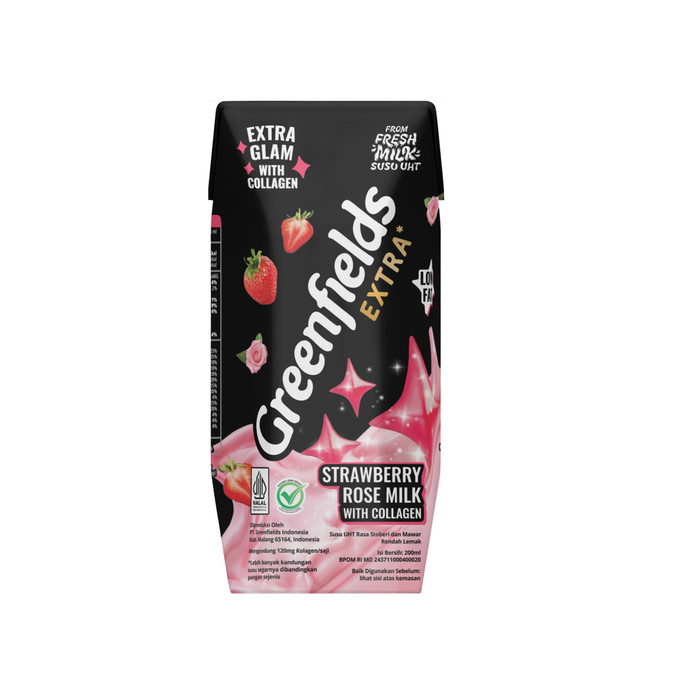 EXTRA
GLAM
WITH
COLLAGEN
FROM
FRESH
MILK
SUSU UHT
Greenfields
EXTRA*
STRAWBERRY
ROSE MILK
WITH COLLAGEN
HALAL
Diproduksi Oleh
PT. Greenfields Indonesia
Kab. Malang 65164, Indonesia
Mengandung 120mg Kolagen/saji
*Lebih banyak kandungan
susu segarnya dibandingkan
pangan sejenis
Susu UHT Rasa Stoberi dan Mawar
Rendah Lemak
Isi Bersih: 200ml
BPOM RI MD 243711000400020
Baik Digunakan Sebelum:
lihat sisi atas kemasan